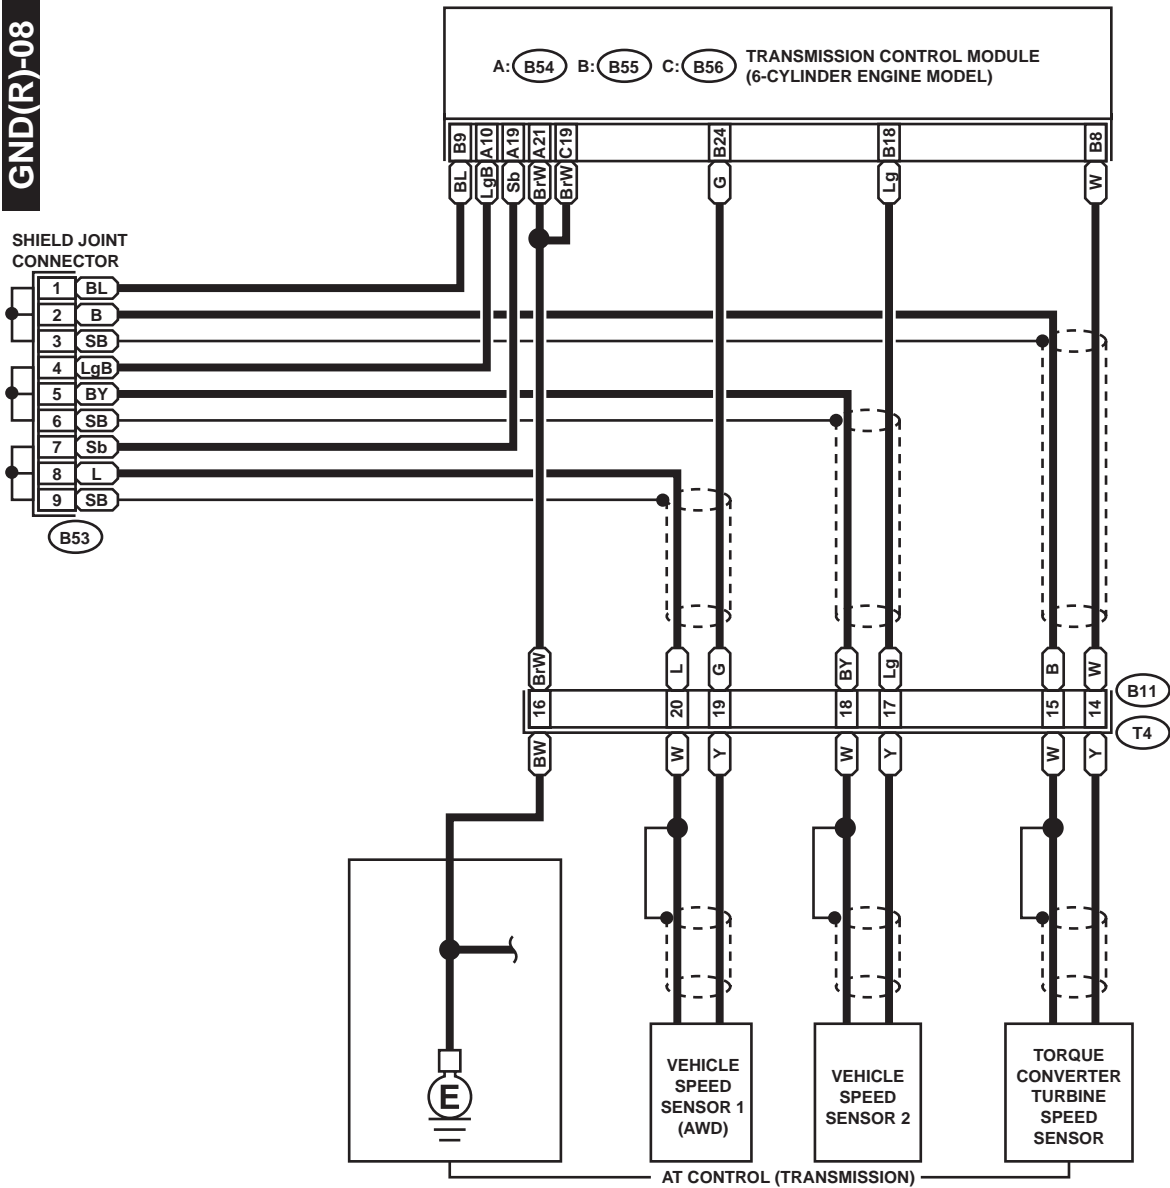 GND(R)-08
A: B54 B: B55 C: B56 TRANSMISSION CONTROL MODULE
(6-CYLINDER ENGINE MODEL)
B9 A10 A19 A21 C19 B24 B18 B8
BL LgB Sb BrW BrW G Lg W
SHIELD JOINT
CONNECTOR
1 BL
2 B
3 SB
4 LgB
5 BY
6 SB
7 Sb
8 L
9 SB
B53
BrW L G BY Lg B W
B11
16 20 19 18 17 15 14
T4
BW W Y W Y W Y
E
VEHICLE
SPEED
SENSOR 1
(AWD)
VEHICLE
SPEED
SENSOR 2
TORQUE
CONVERTER
TURBINE
SPEED
SENSOR
AT CONTROL (TRANSMISSION)